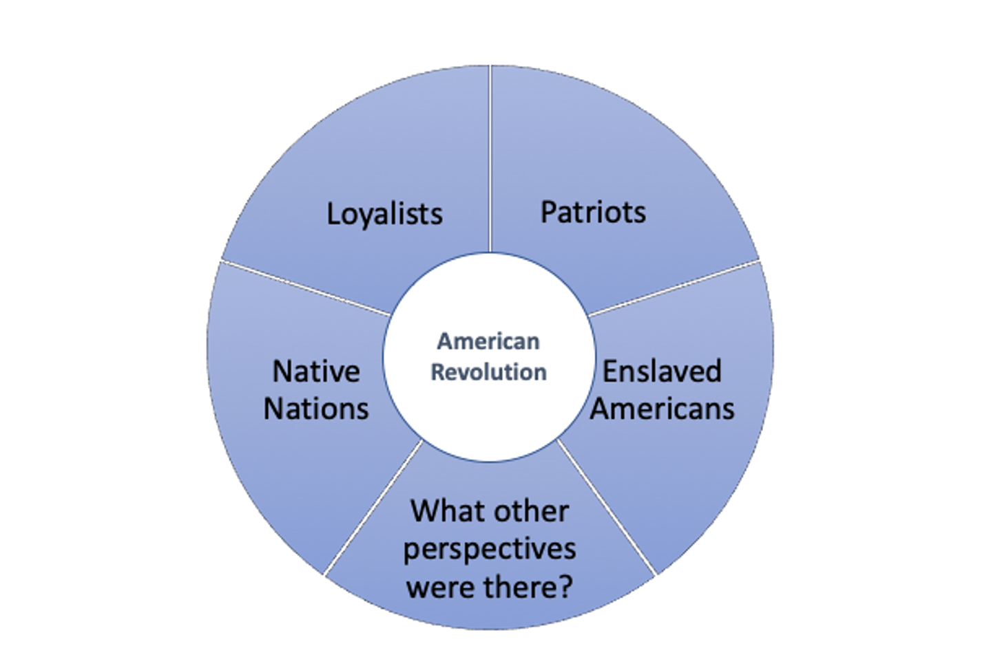 Loyalists
Patriots
American
Revolution
Native
Nations
Enslaved
Americans
What other
perspectives
were there?